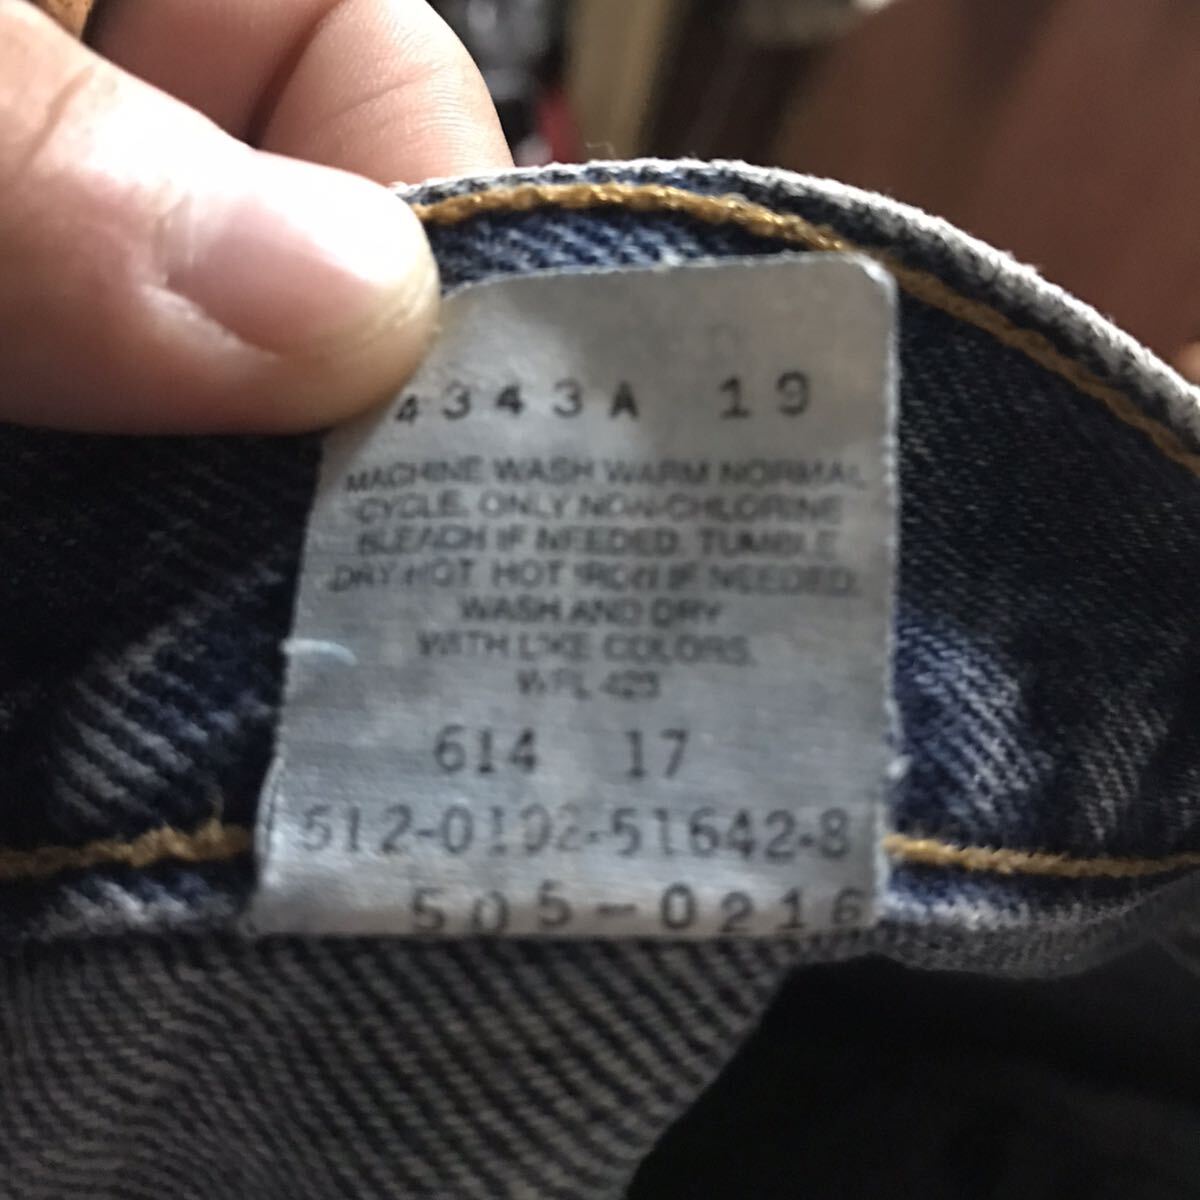 4343A 19
MACHINE WASH WARM NORMAL
CYCLE. ONLY NON-CHLORINE
BLEACH IF NEEDED. TUMBLE
DRY HOT. HOT IRON IF NEEDED.
WASH AND DRY
WITH LIKE COLORS.
WPL 423
614 17
512-0192-51642-8
505-0216